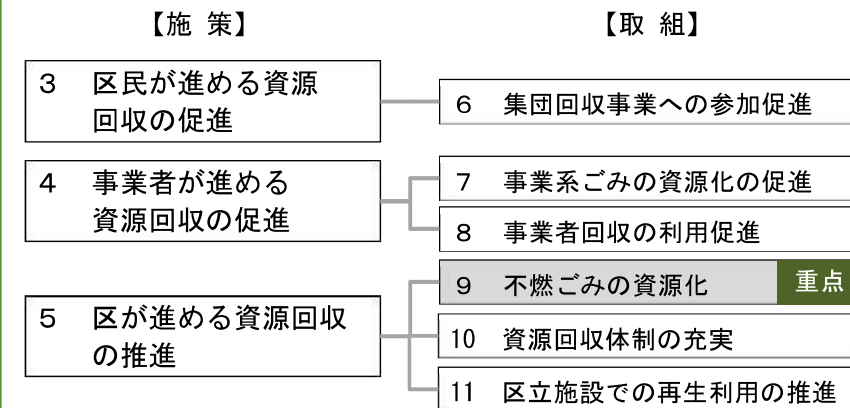 【施 策】
【取 組】
3 区民が進める資源
回収の促進
6 集団回収事業への参加促進
4 事業者が進める
資源回収の促進
7 事業系ごみの資源化の促進
8 事業者回収の利用促進
5 区が進める資源回収
の推進
9 不燃ごみの資源化 重点
10 資源回収体制の充実
11 区立施設での再生利用の推進